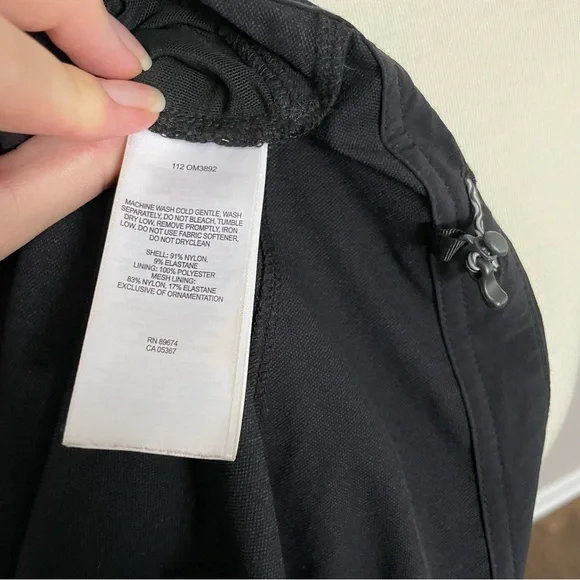 112 OM3892
MACHINE WASH COLD GENTLE, WASH
SEPARATELY, DO NOT BLEACH, TUMBLE
DRY LOW, REMOVE PROMPTLY, IRON
LOW, DO NOT USE FABRIC SOFTENER,
DO NOT DRYCLEAN
SHELL: 91% NYLON,
9% ELASTANE
LINING: 100% POLYESTER
MESH LINING:
83% NYLON, 17% ELASTANE
EXCLUSIVE OF ORNAMENTATION
RN 89674
CA 05367